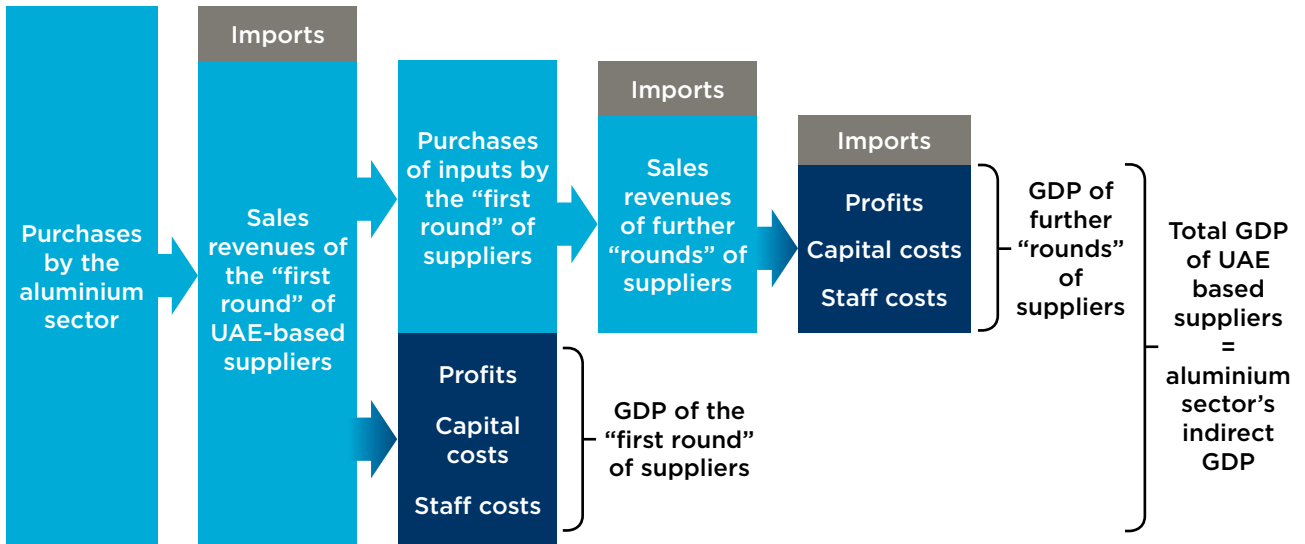 Purchases
by the
aluminium
sector
Imports
Sales
revenues of
the “first
round” of
UAE-based
suppliers
Purchases
of inputs by
the “first
round” of
suppliers
Profits
Capital
costs
Staff costs
GDP of the
“first round”
of suppliers
Imports
Sales
revenues
of further
“rounds” of
suppliers
Imports
Profits
Capital costs
Staff costs
GDP of
further
“rounds”
of
suppliers
Total GDP
of UAE
based
suppliers
=
aluminium
sector’s
indirect
GDP